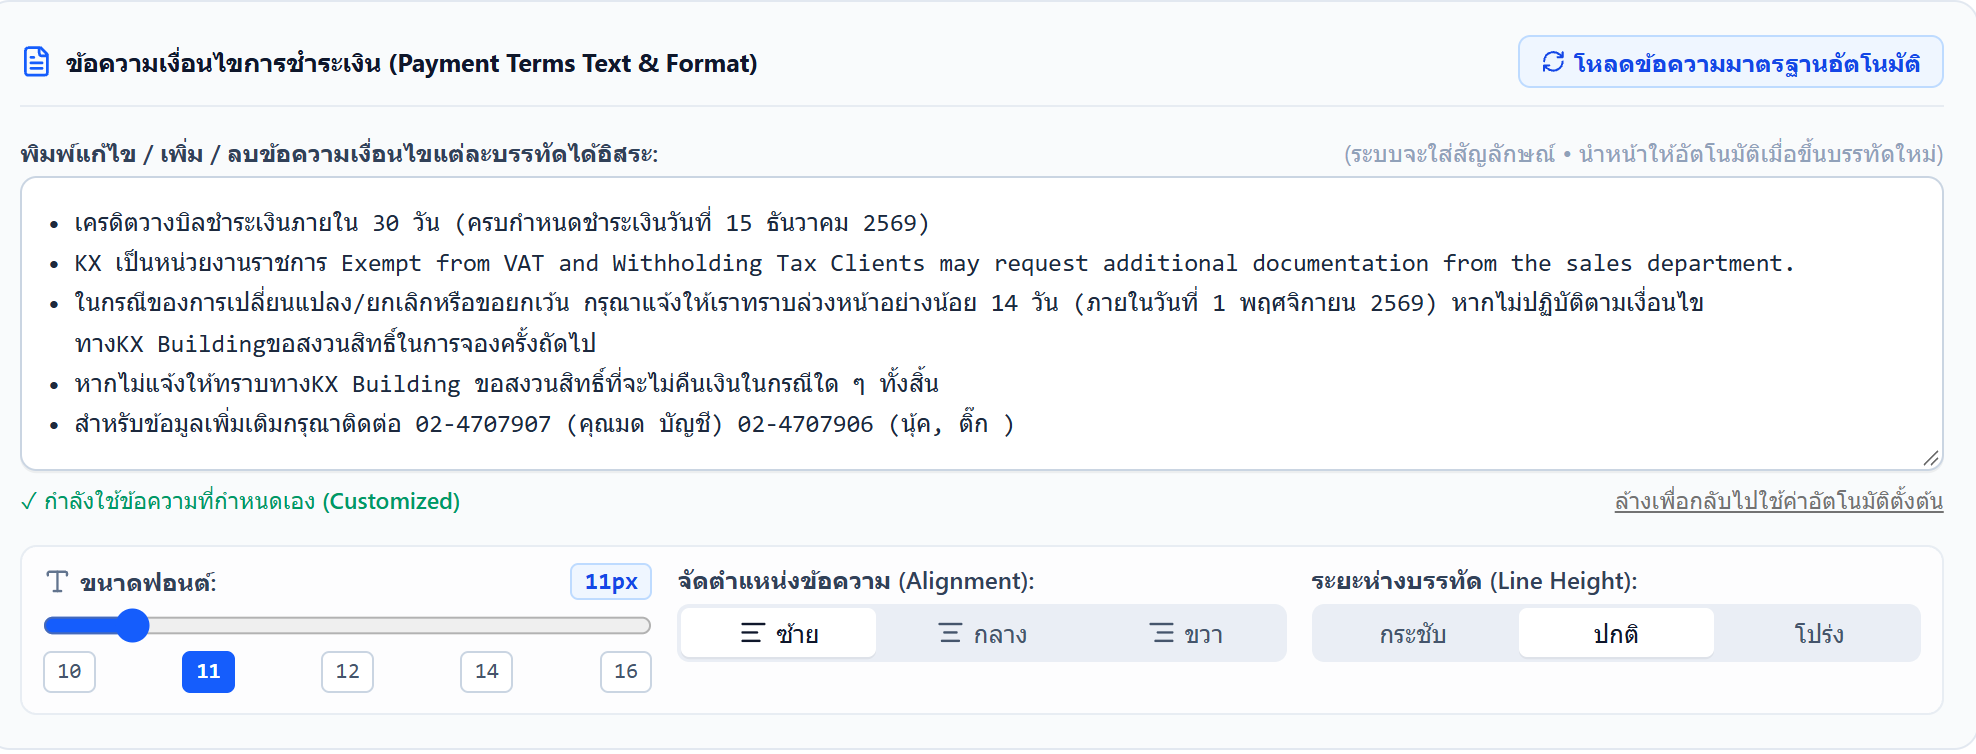 ข้อความเงื่อนไขการชำระเงิน (Payment Terms Text & Format)
โหลดข้อความมาตรฐานอัตโนมัติ
พิมพ์แก้ไข / เพิ่ม / ลบข้อความเงื่อนไขแต่ละบรรทัดได้อิสระ:
(ระบบจะใส่สัญลักษณ์ • นำหน้าให้อัตโนมัติเมื่อขึ้นบรรทัดใหม่)
• เครดิตวางบิลชำระเงินภายใน 30 วัน (ครบกำหนดชำระเงินวันที่ 15 ธันวาคม 2569)
• KX เป็นหน่วยงานราชการ Exempt from VAT and Withholding Tax Clients may request additional documentation from the sales department.
• ในกรณีของการเปลี่ยนแปลง/ยกเลิกหรือขอยกเว้น กรุณาแจ้งให้เราทราบล่วงหน้าอย่างน้อย 14 วัน (ภายในวันที่ 1 พฤศจิกายน 2569) หากไม่ปฏิบัติตามเงื่อนไข
ทางKX Buildingขอสงวนสิทธิ์ในการจองครั้งถัดไป
• หากไม่แจ้งให้ทราบทางKX Building ขอสงวนสิทธิ์ที่จะไม่คืนเงินในกรณีใด ๆ ทั้งสิ้น
• สำหรับข้อมูลเพิ่มเติมกรุณาติดต่อ 02-4707907 (คุณมด บัญชี) 02-4707906 (นุ้ค, ติ๊ก )
✓ กำลังใช้ข้อความที่กำหนดเอง (Customized)
ล้างเพื่อกลับไปใช้ค่าอัตโนมัติตั้งต้น
ขนาดฟอนต์:
11px
10
11
12
14
16
จัดตำแหน่งข้อความ (Alignment):
ซ้าย
กลาง
ขวา
ระยะห่างบรรทัด (Line Height):
กระชับ
ปกติ
โปร่ง